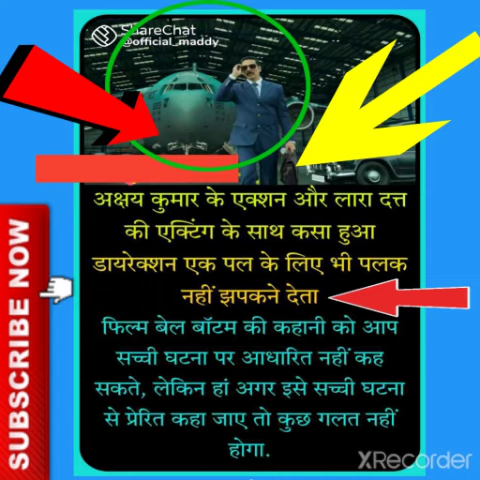 ShareChat
@official_maddy
अक्षय कुमार के एक्शन और लारा दत्त
की एक्टिंग के साथ कसा हुआ
डायरेक्शन एक पल के लिए भी पलक
नहीं झपकने देता
फिल्म बेल बॉटम की कहानी को आप
सच्ची घटना पर आधारित नहीं कह
सकते, लेकिन हां अगर इसे सच्ची घटना
से प्रेरित कहा जाए तो कुछ गलत नहीं
होगा.
SUBSCRIBE NOW
XRecorder